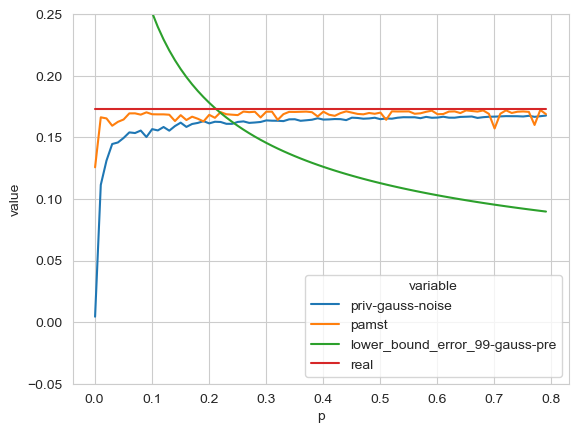 0.25
0.20
0.15
0.10
0.05
0.00
−0.05
value
0.0 0.1 0.2 0.3 0.4 0.5 0.6 0.7 0.8
p
variable
priv-gauss-noise
pamst
lower_bound_error_99-gauss-pre
real